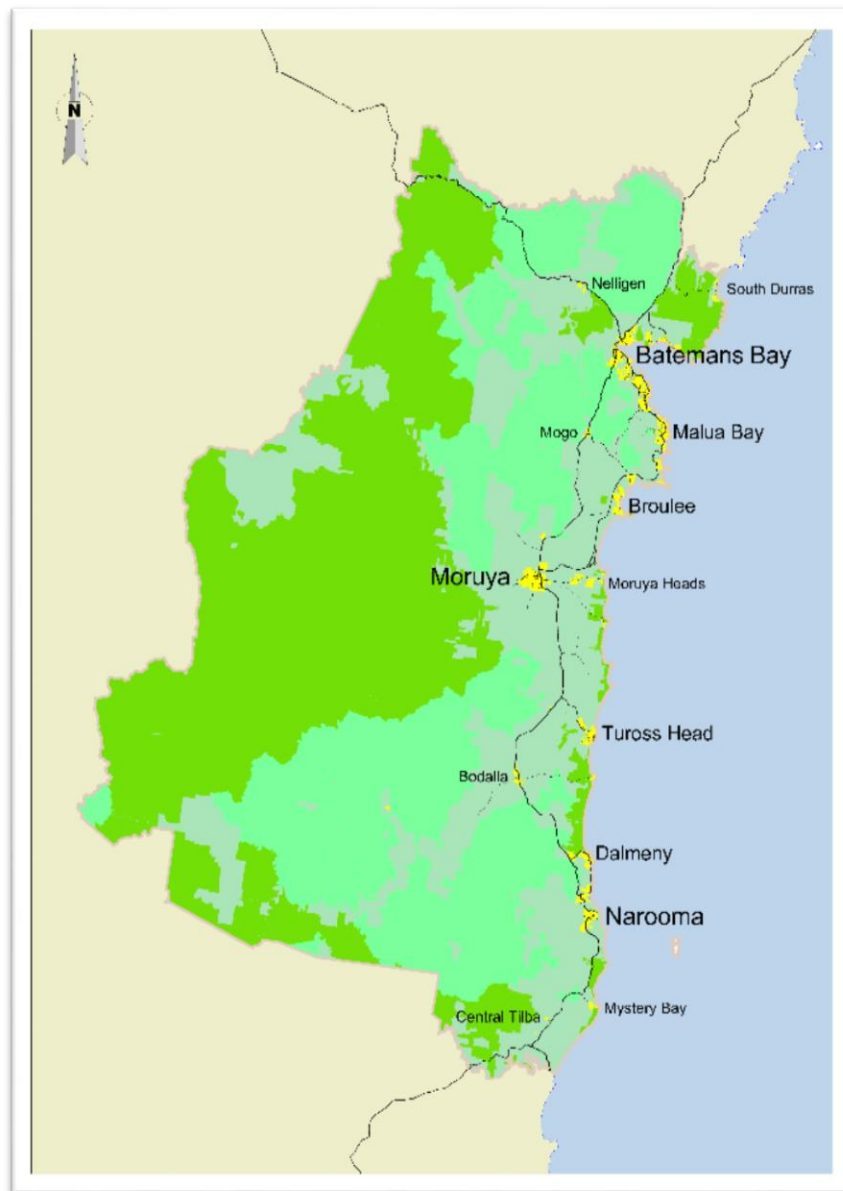 N
Nelligen
South Durras
Batemans Bay
Mogo
Malua Bay
Broulee
Moruya
Moruya Heads
Tuross Head
Bodalla
Dalmeny
Narooma
Central Tilba
Mystery Bay